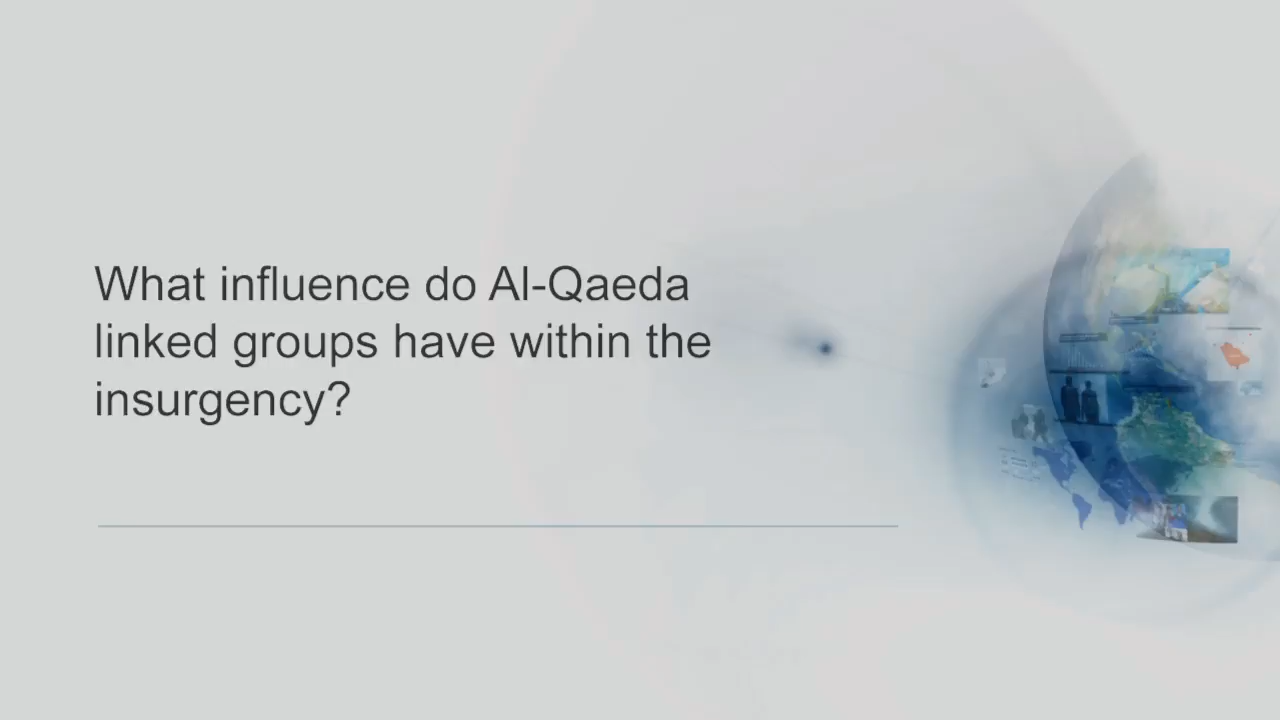 What influence do Al-Qaeda
linked groups have within the
insurgency?